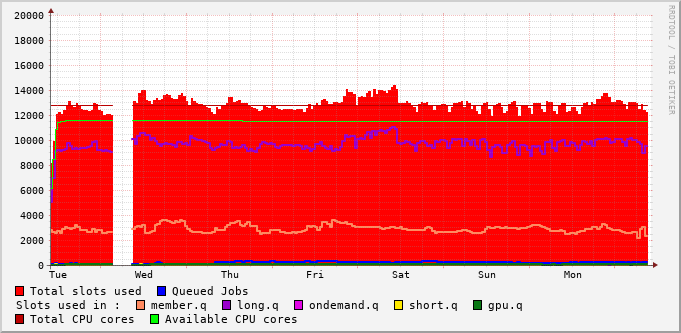 20000
18000
16000
14000
12000
10000
8000
6000
4000
2000
0
Tue Wed Thu Fri Sat Sun Mon
RRDTOOL / TOBI OETIKER
Total slots used Queued Jobs
Slots used in : member.q long.q ondemand.q short.q gpu.q
Total CPU cores Available CPU cores